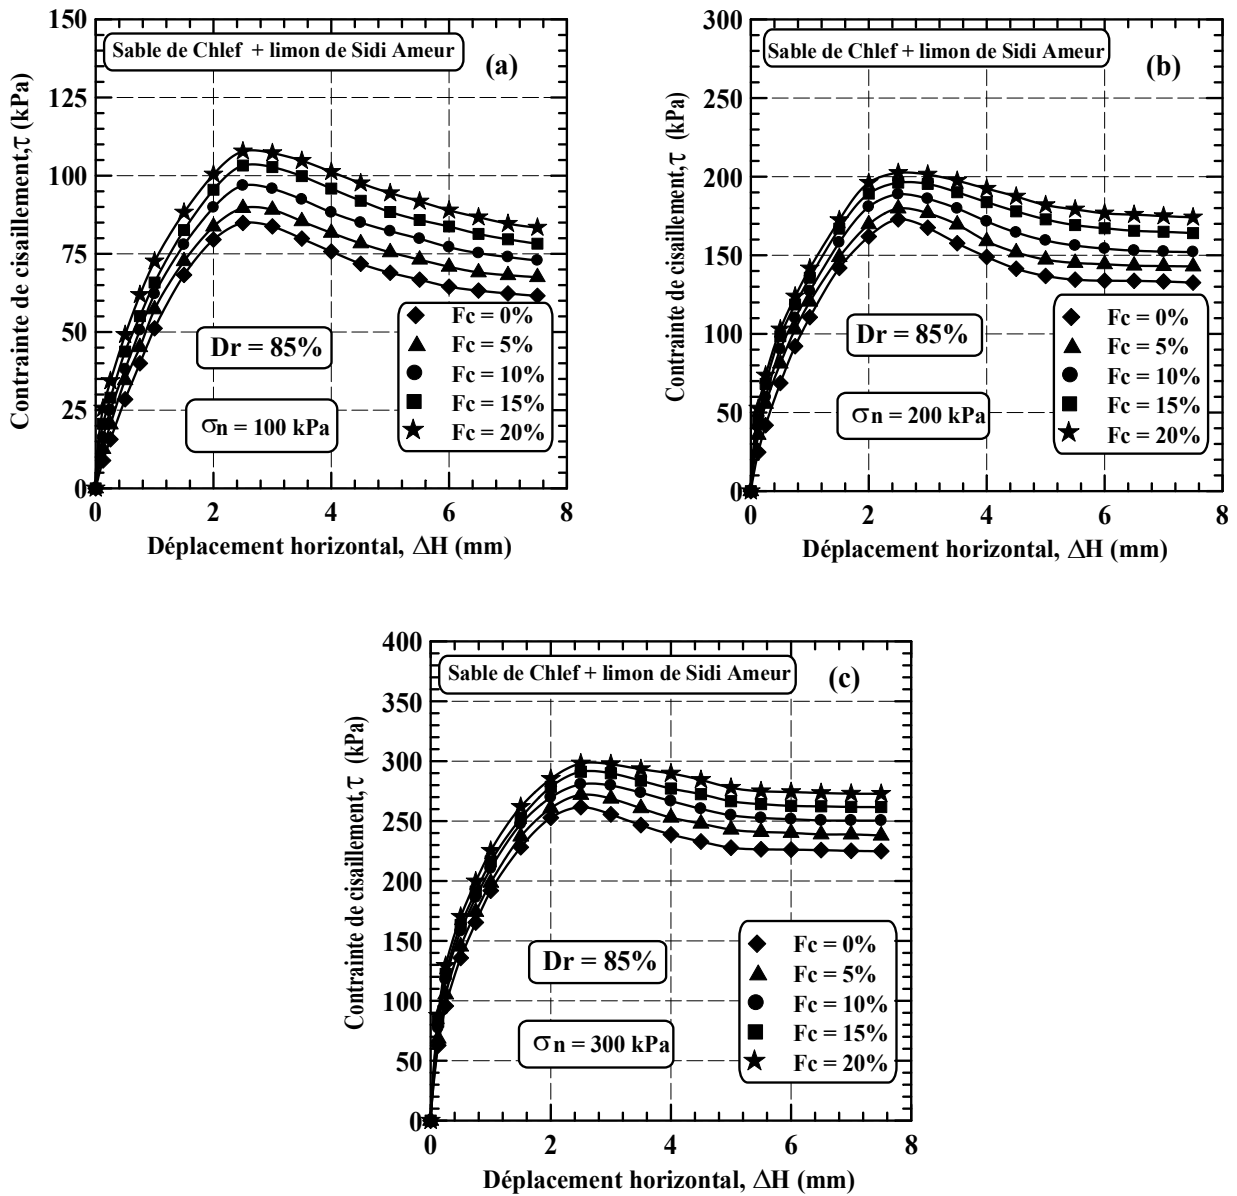 Sable de Chlef + limon de Sidi Ameur
(a)
Contrainte de cisaillement,τ (kPa)
150
125
100
75
50
25
0
Dr = 85%
σn = 100 kPa
Fc = 0%
Fc = 5%
Fc = 10%
Fc = 15%
Fc = 20%
0 2 4 6 8
Déplacement horizontal, ΔH (mm)
Sable de Chlef + limon de Sidi Ameur
(b)
Contrainte de cisaillement,τ (kPa)
300
250
200
150
100
50
0
Dr = 85%
σn = 200 kPa
Fc = 0%
Fc = 5%
Fc = 10%
Fc = 15%
Fc = 20%
0 2 4 6 8
Déplacement horizontal, ΔH (mm)
Sable de Chlef + limon de Sidi Ameur
(c)
Contrainte de cisaillement,τ (kPa)
400
350
300
250
200
150
100
50
0
Dr = 85%
σn = 300 kPa
Fc = 0%
Fc = 5%
Fc = 10%
Fc = 15%
Fc = 20%
0 2 4 6 8
Déplacement horizontal, ΔH (mm)